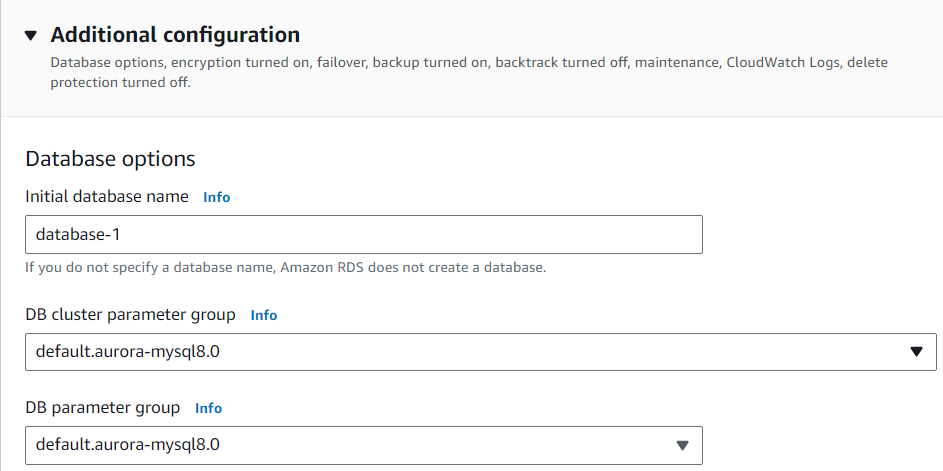 Additional configuration
Database options, encryption turned on, failover, backup turned on, backtrack turned off, maintenance, CloudWatch Logs, delete
protection turned off.
Database options
Initial database name Info
database-1
If you do not specify a database name, Amazon RDS does not create a database.
DB cluster parameter group Info
default.aurora-mysql8.0
DB parameter group Info
default.aurora-mysql8.0